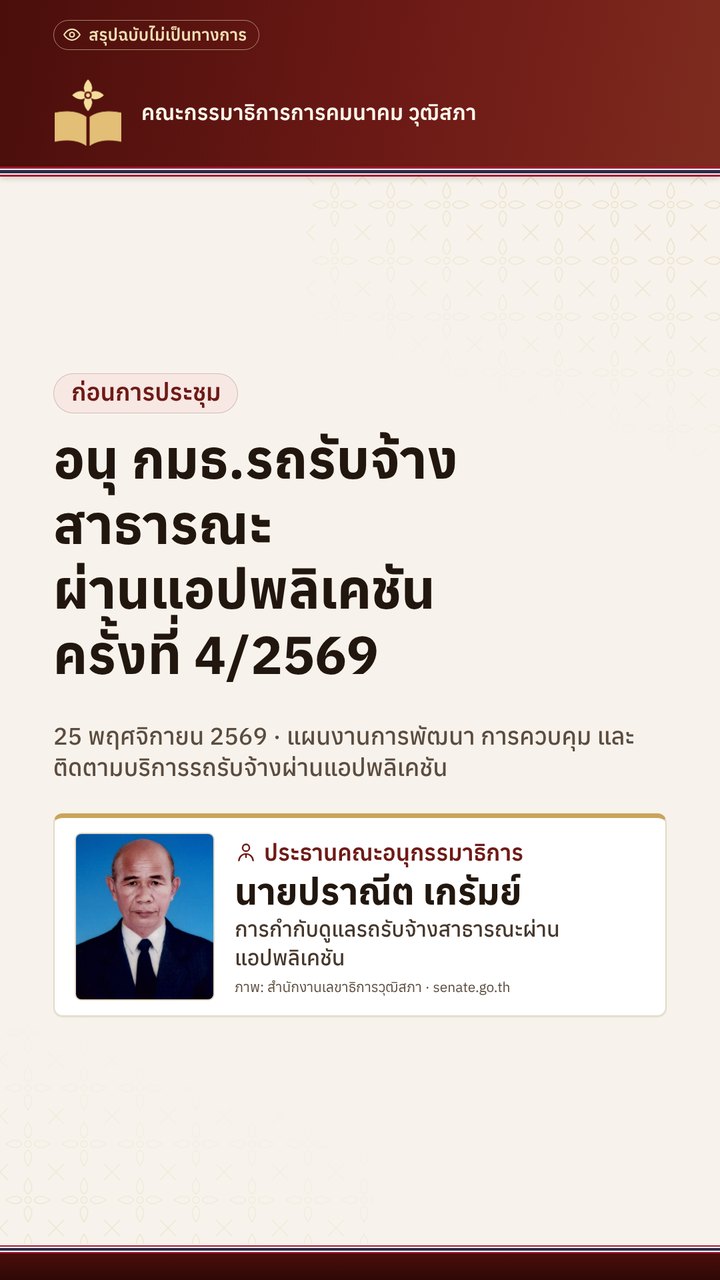 สรุปฉบับไม่เป็นทางการ
คณะกรรมาธิการการคมนาคม วุฒิสภา
ก่อนการประชุม
อนุ กมธ.รถรับจ้าง
สาธารณะ
ผ่านแอปพลิเคชัน
ครั้งที่ 4/2569
25 พฤศจิกายน 2569 · แผนงานการพัฒนา การควบคุม และ
ติดตามบริการรถรับจ้างผ่านแอปพลิเคชัน
ประธานคณะอนุกรรมาธิการ
นายปราณีต เกรัมย์
การกำกับดูแลรถรับจ้างสาธารณะผ่าน
แอปพลิเคชัน
ภาพ: สำนักงานเลขาธิการวุฒิสภา · senate.go.th